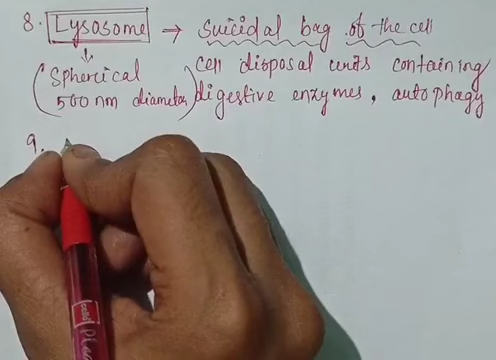 8. Lysosome → Suicidal bag of the cell
↓
(Spherical
500 nm diameter)
cell disposal units containing
digestive enzymes, autophagy
9.